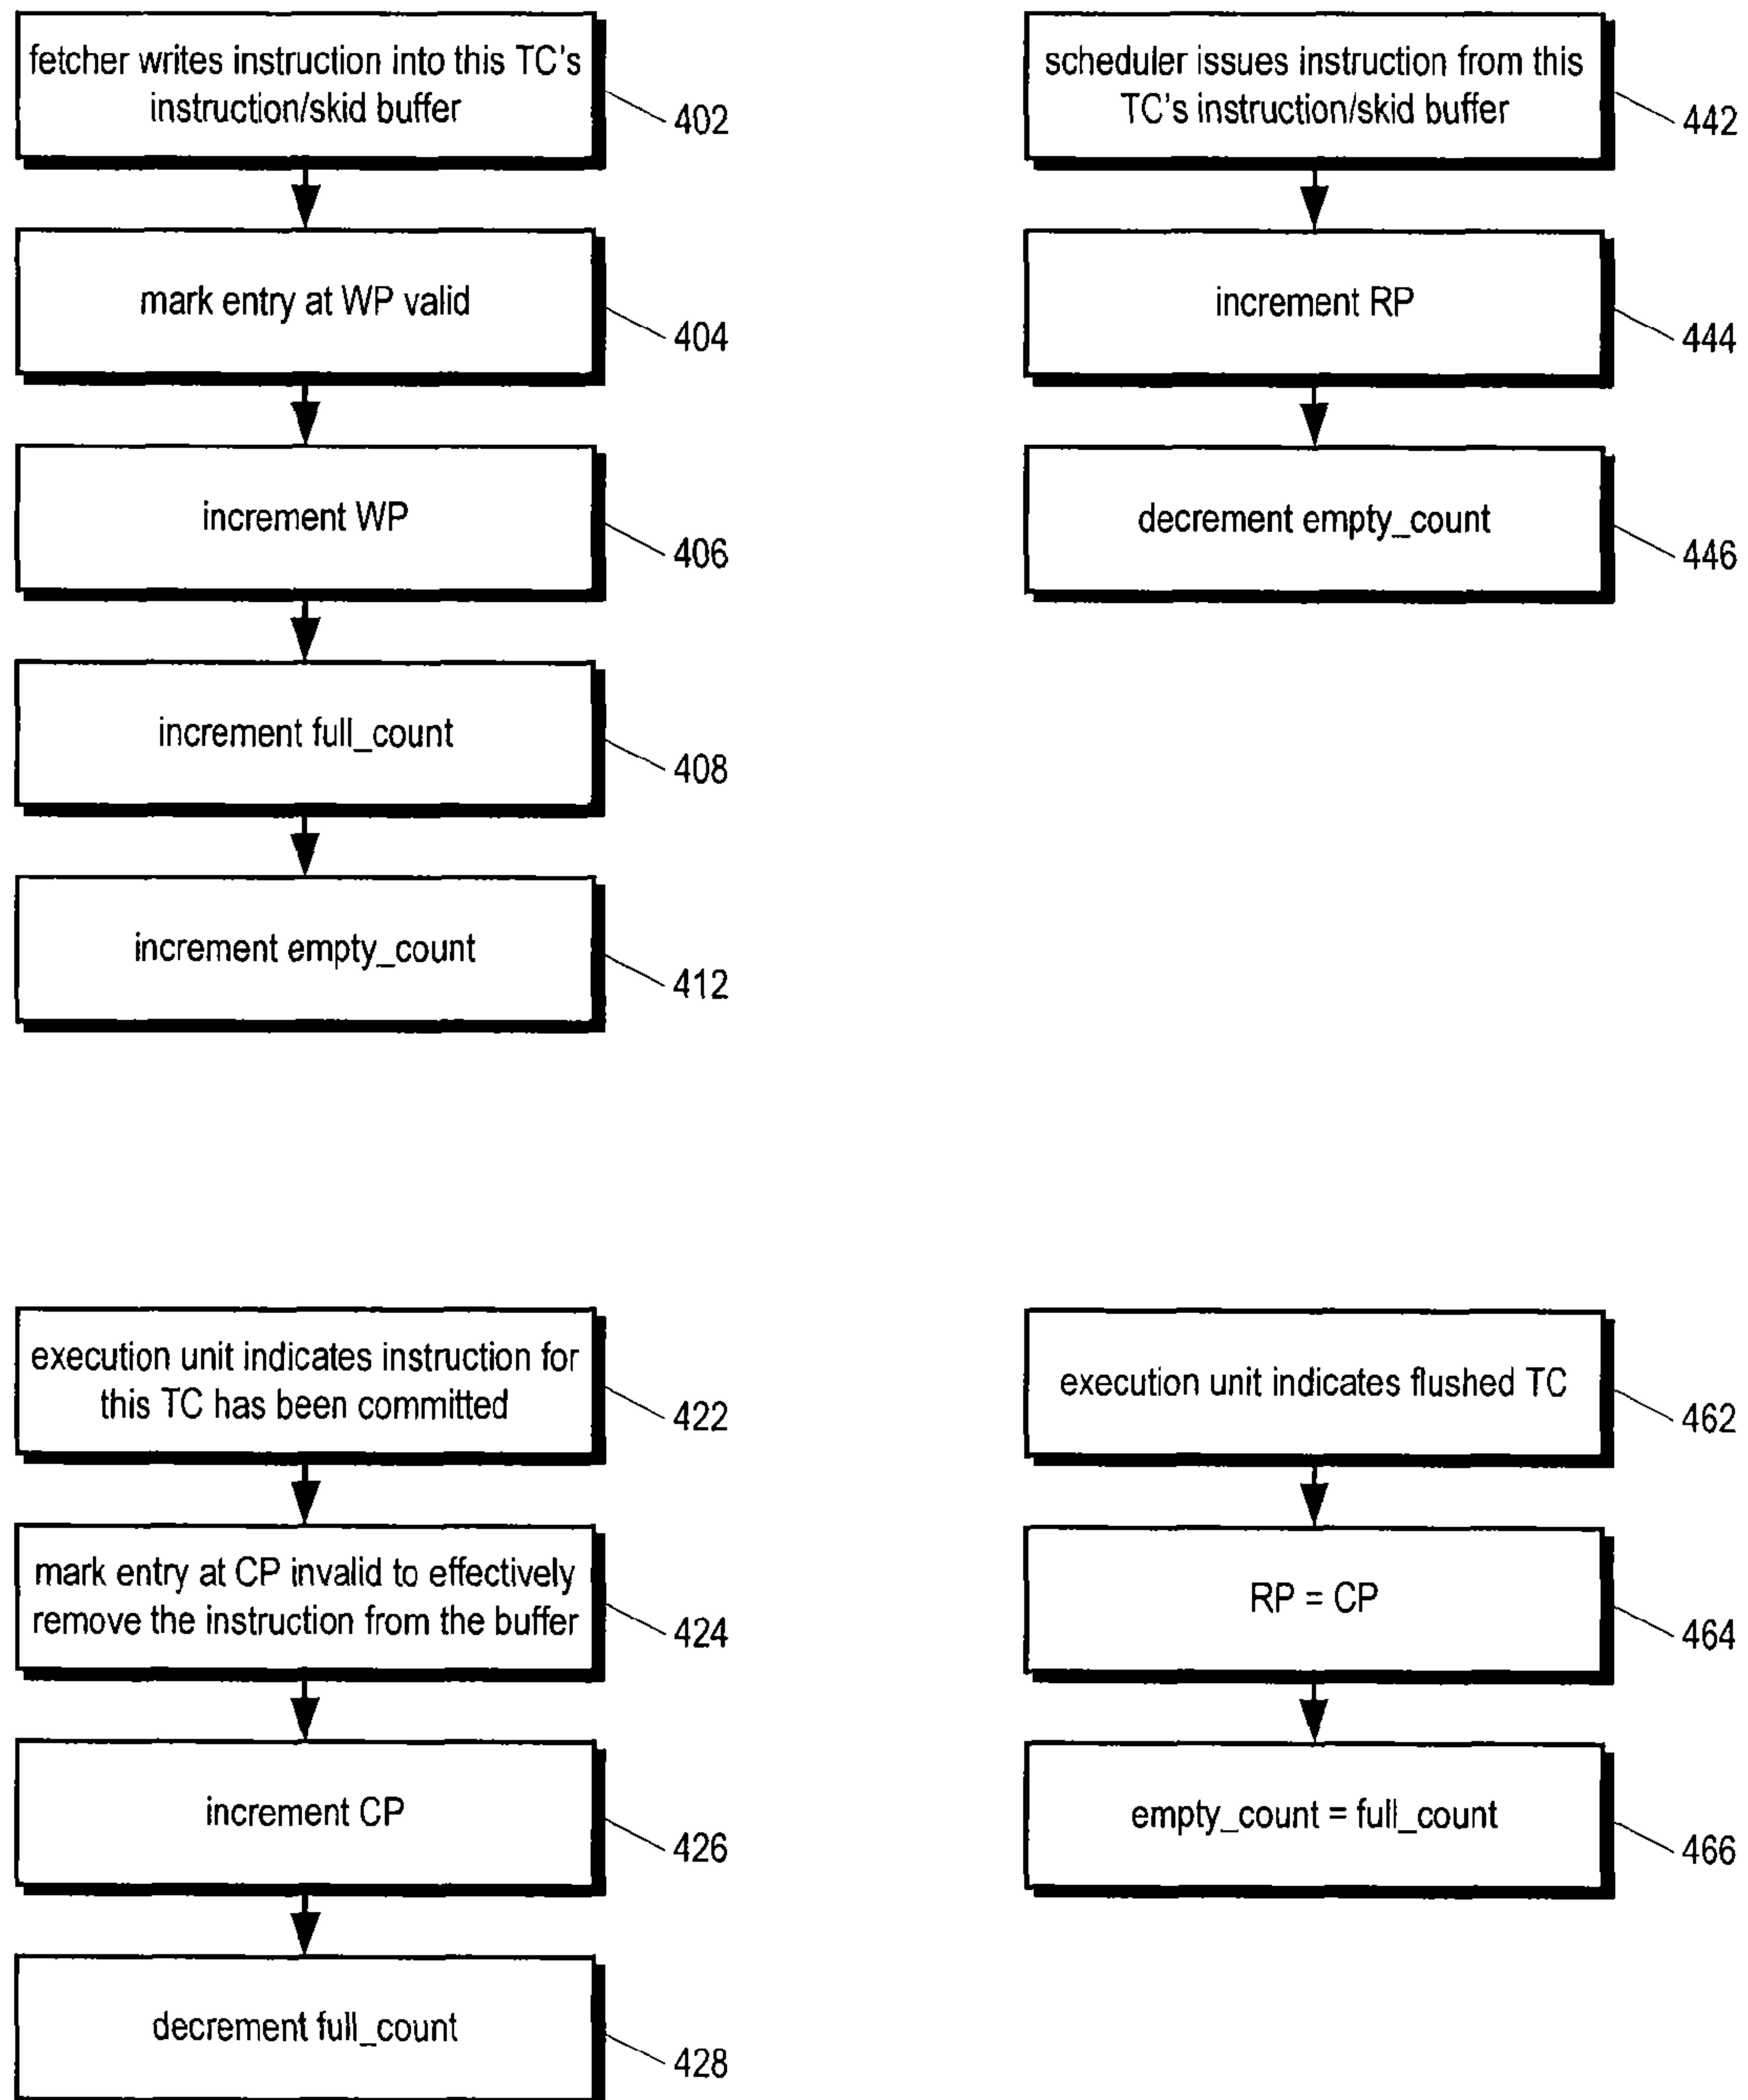 fetcher writes instruction into this TC's
instruction/skid buffer
402
mark entry at WP valid
404
increment WP
406
increment full_count
408
increment empty_count
412
scheduler issues instruction from this
TC's instruction/skid buffer
442
increment RP
444
decrement empty_count
446
execution unit indicates instruction for
this TC has been committed
422
mark entry at CP invalid to effectively
remove the instruction from the buffer
424
increment CP
426
decrement full_count
428
execution unit indicates flushed TC
462
RP = CP
464
empty_count = full_count
466